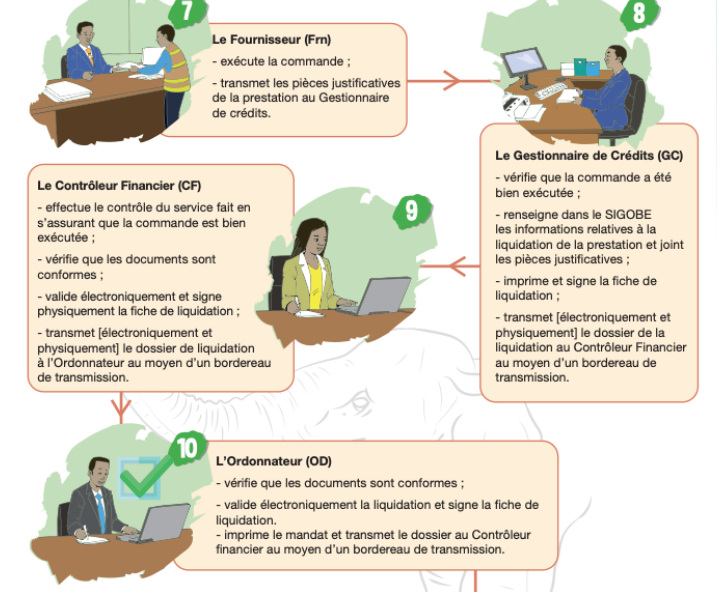 7
Le Fournisseur (Frn)
- exécute la commande ;
- transmet les pièces justificatives
de la prestation au Gestionnaire
de crédits.
8
Le Gestionnaire de Crédits (GC)
- vérifie que la commande a été
bien exécutée ;
- renseigne dans le SIGOBE
les informations relatives à la
liquidation de la prestation et joint
les pièces justificatives ;
- imprime et signe la fiche de
liquidation ;
- transmet [électroniquement et
physiquement] le dossier de la
liquidation au Contrôleur Financier
au moyen d'un bordereau de
transmission.
9
Le Contrôleur Financier (CF)
- effectue le contrôle du service fait en
s'assurant que la commande est bien
exécutée ;
- vérifie que les documents sont
conformes ;
- valide électroniquement et signe
physiquement la fiche de liquidation ;
- transmet [électroniquement et
physiquement] le dossier de liquidation
à l'Ordonnateur au moyen d'un bordereau
de transmission.
10
L'Ordonnateur (OD)
- vérifie que les documents sont conformes ;
- valide électroniquement la liquidation et signe la fiche de
liquidation.
- imprime le mandat et transmet le dossier au Contrôleur
financier au moyen d'un bordereau de transmission.